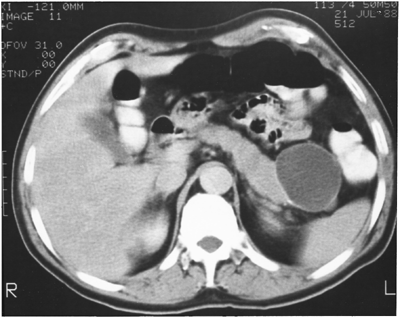 XI -121.0MM
IMAGE 11
+C
DFOV 31.0
X 00
Y 00
STND/P
113 /4 50M50
21 JUL'88
512
R
L